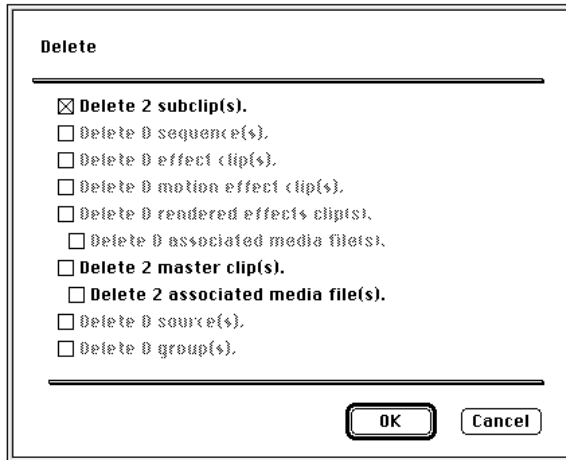 Delete
Delete 2 subclip(s).
Delete 0 sequence(s).
Delete 0 effect clip(s).
Delete 0 motion effect clip(s).
Delete 0 rendered effects clip(s).
Delete 0 associated media file(s).
Delete 2 master clip(s).
Delete 2 associated media file(s).
Delete 0 source(s).
Delete 0 group(s).
OK
Cancel